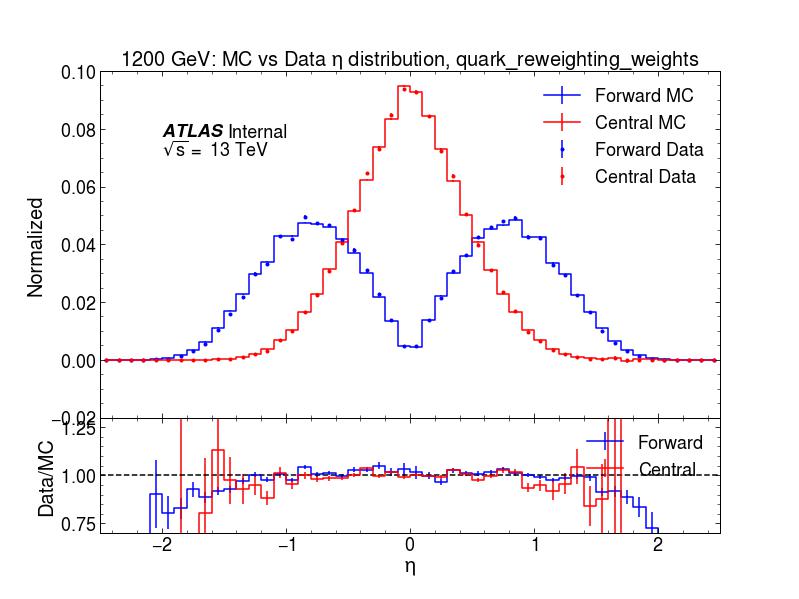 1200 GeV: MC vs Data η distribution, quark_reweighting_weights
0.10
0.08
0.06
0.04
0.02
0.00
−0.02
Normalized
ATLAS Internal
√s = 13 TeV
Forward MC
Central MC
Forward Data
Central Data
1.25
1.00
0.75
Data/MC
Forward
Central
−2 −1 0 1 2
η